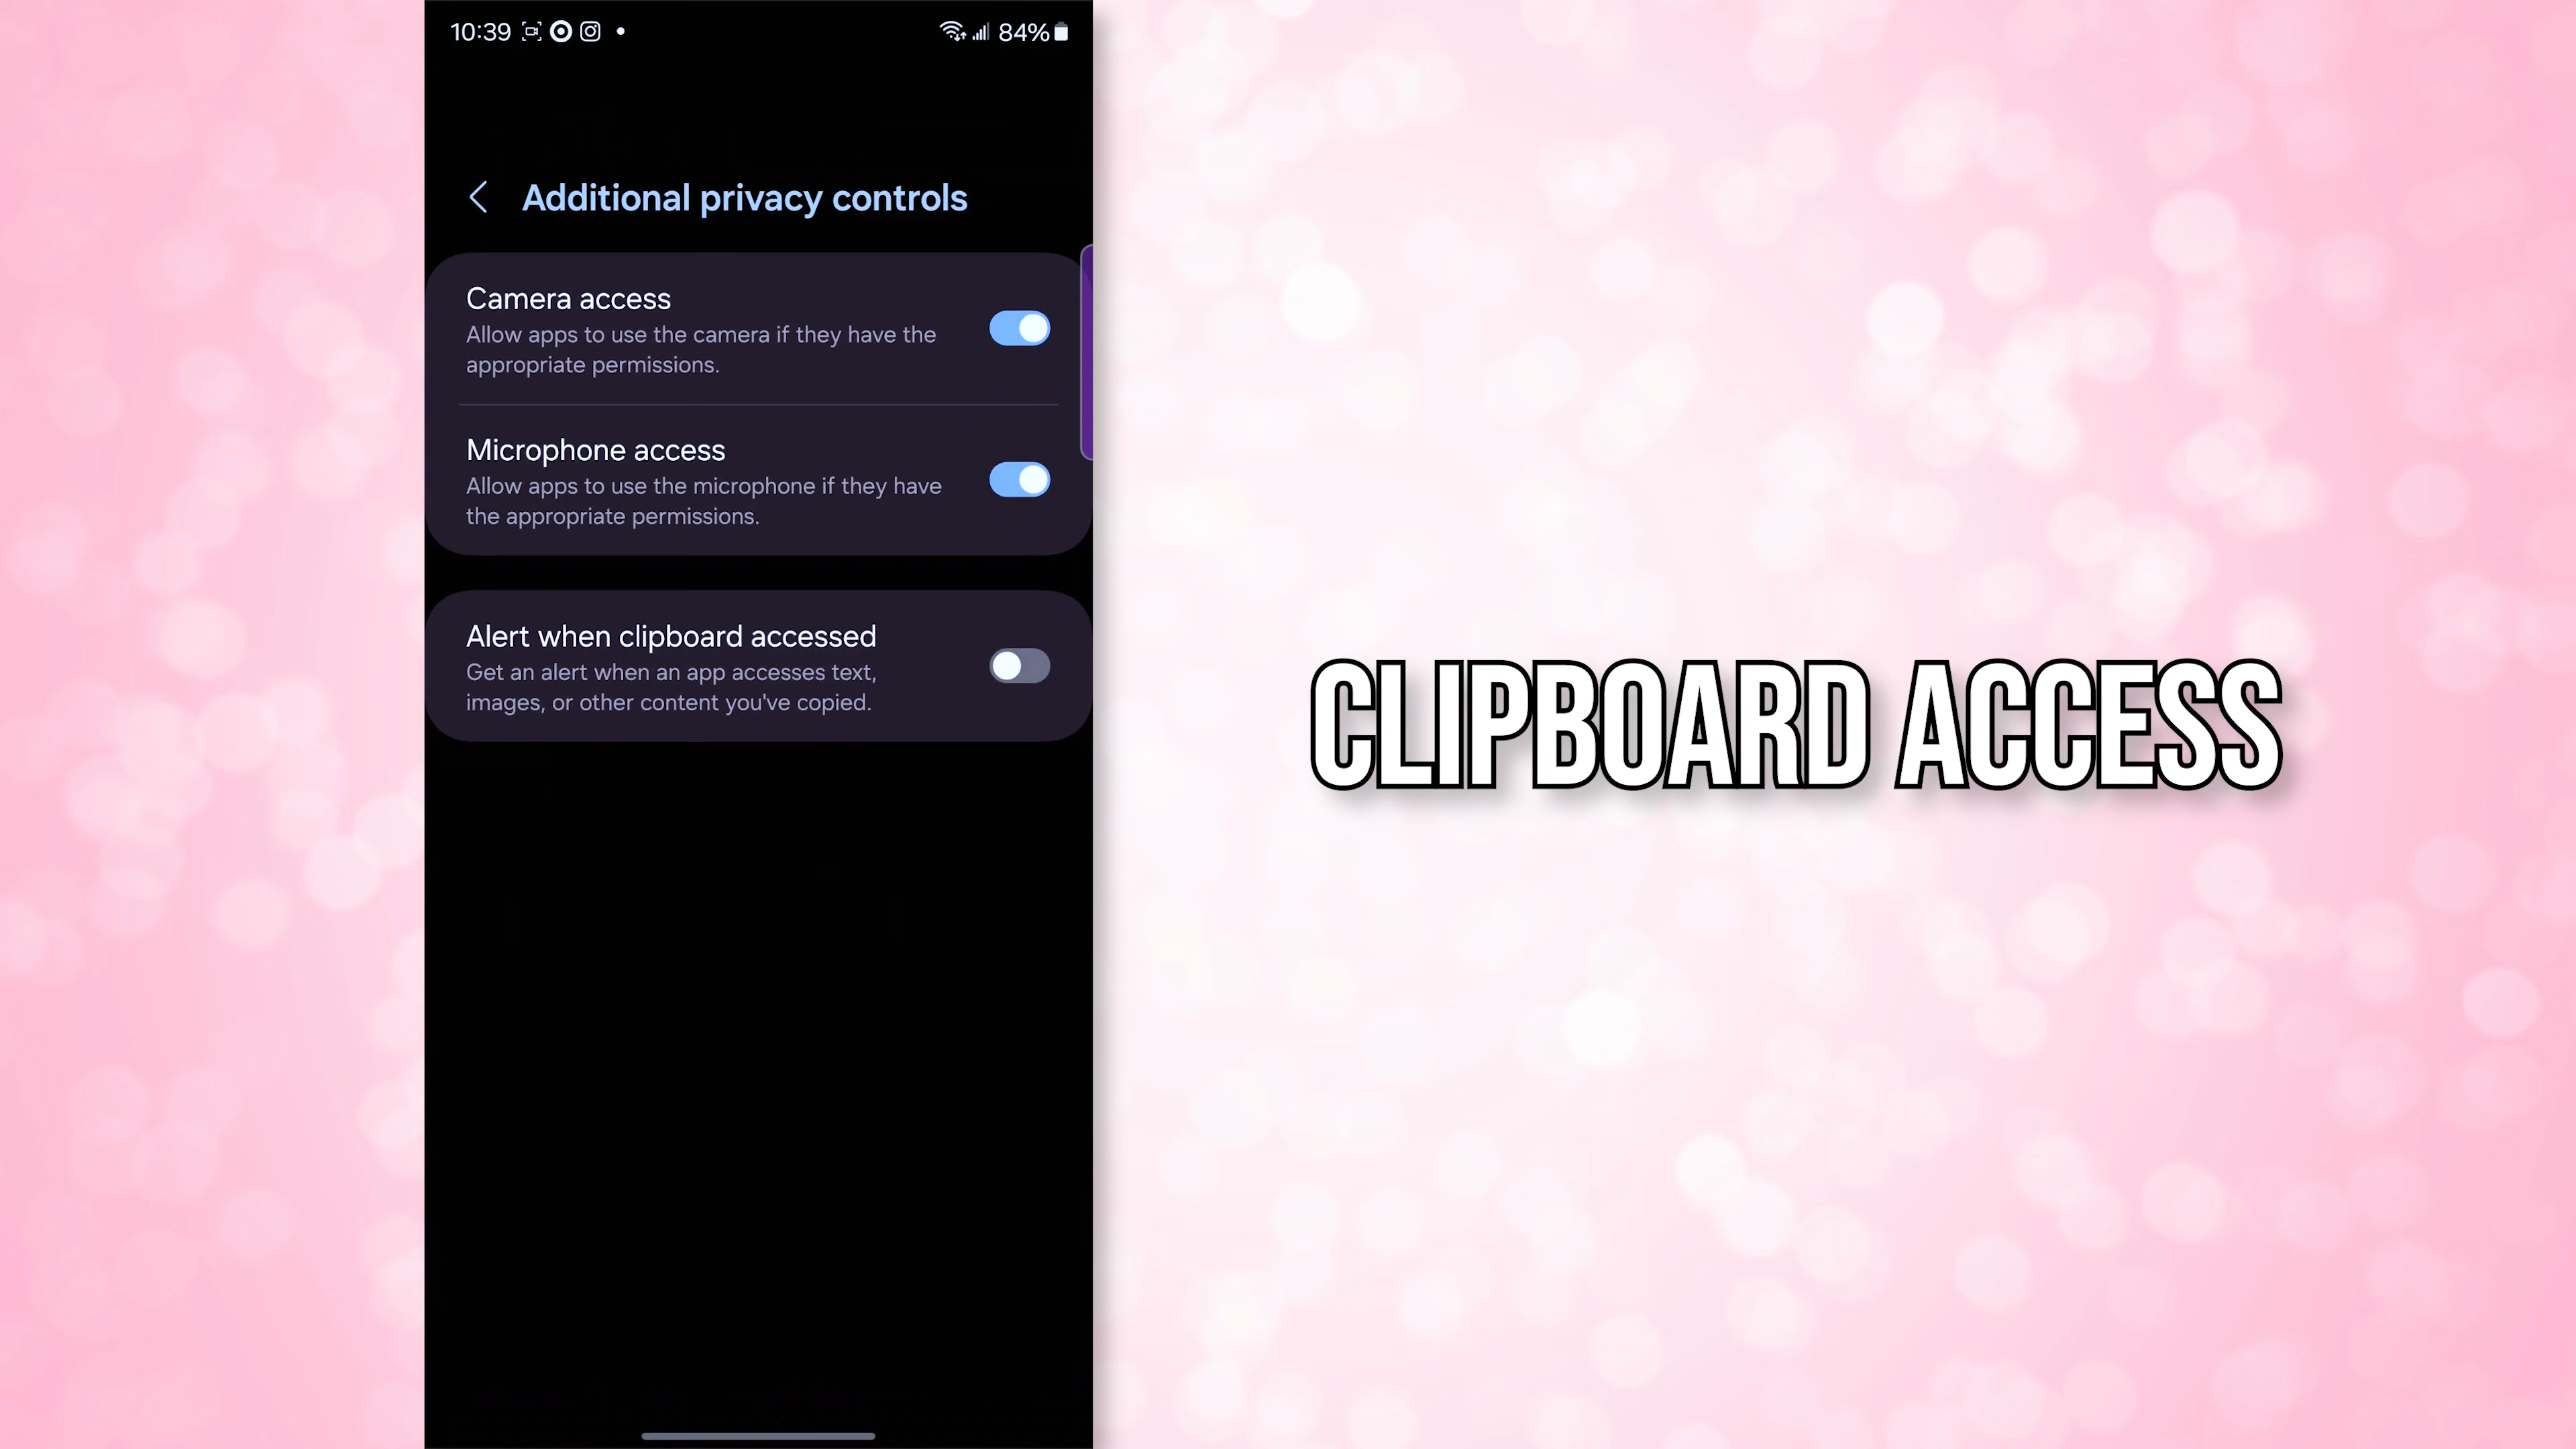 10:39
84%
Additional privacy controls
Camera access
Allow apps to use the camera if they have the
appropriate permissions.
Microphone access
Allow apps to use the microphone if they have
the appropriate permissions.
Alert when clipboard accessed
Get an alert when an app accesses text,
images, or other content you've copied.
CLIPBOARD ACCESS